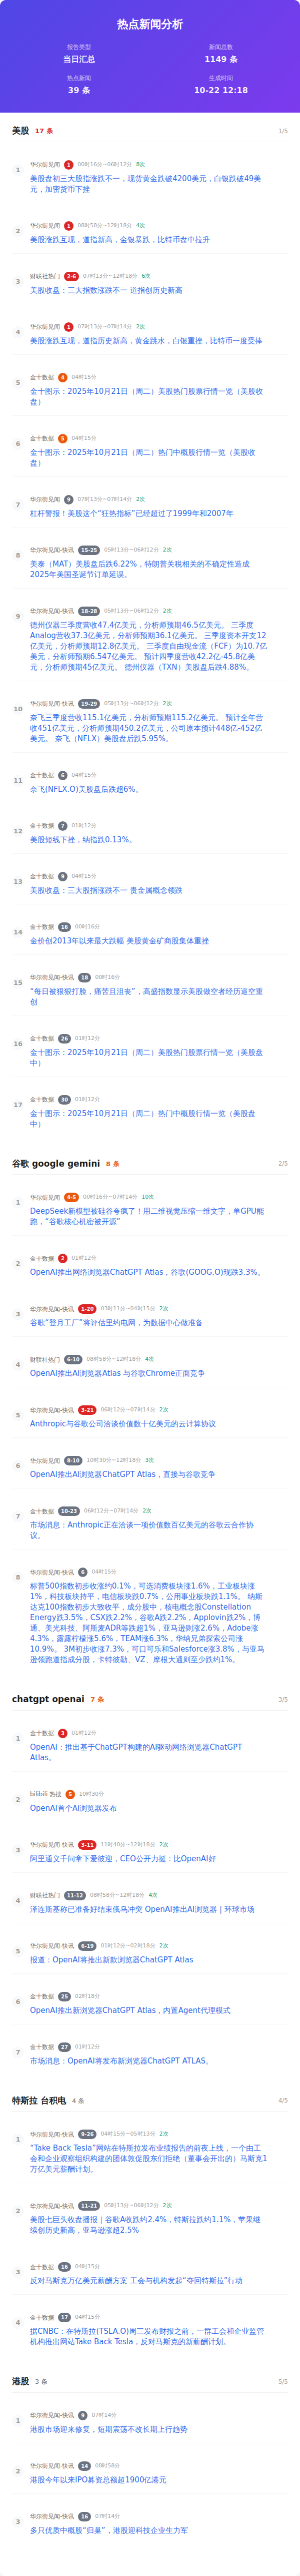 热点新闻分析
报告类型
新闻总数
当日汇总
1149 条
热点新闻
生成时间
39 条
10-22 12:18
美股 17 条 1/5
1 华尔街见闻 1 00时16分~06时12分 8次
美股盘初三大股指涨跌不一，现货黄金跌破4200美元，白银跌破49美
元，加密货币下挫
2 华尔街见闻 1 08时58分~12时18分 4次
美股涨跌互现，道指新高，金银暴跌，比特币盘中拉升
3 财联社热门 2-6 07时13分~12时18分 6次
美股收盘：三大指数涨跌不一 道指创历史新高
4 华尔街见闻 1 07时13分~07时14分 2次
美股涨跌互现，道指历史新高，黄金跳水，白银重挫，比特币一度受捧
5 金十数据 4 04时15分
金十图示：2025年10月21日（周二）美股热门股票行情一览（美股收
盘）
6 金十数据 5 04时15分
金十图示：2025年10月21日（周二）热门中概股行情一览（美股收
盘）
7 华尔街见闻 9 07时13分~07时14分 2次
杠杆警报！美股这个“狂热指标”已经超过了1999年和2007年
8 华尔街见闻-快讯 15-25 05时13分~06时12分 2次
美泰（MAT）美股盘后跌6.22%，特朗普关税相关的不确定性造成
2025年美国圣诞节订单延误。
9 华尔街见闻-快讯 18-28 05时13分~06时12分 2次
德州仪器三季度营收47.4亿美元，分析师预期46.5亿美元。 三季度
Analog营收37.3亿美元，分析师预期36.1亿美元。 三季度资本开支12
亿美元，分析师预期12.8亿美元。 三季度自由现金流（FCF）为10.7亿
美元，分析师预期6.547亿美元。 预计四季度营收42.2亿-45.8亿美
元，分析师预期45亿美元。 德州仪器（TXN）美股盘后跌4.88%。
10 华尔街见闻-快讯 19-29 05时13分~06时12分 2次
奈飞三季度营收115.1亿美元，分析师预期115.2亿美元。 预计全年营
收451亿美元，分析师预期450.2亿美元，公司原本预计448亿-452亿
美元。 奈飞（NFLX）美股盘后跌5.95%。
11 金十数据 6 04时15分
奈飞(NFLX.O)美股盘后跌超6%。
12 金十数据 7 01时12分
美股短线下挫，纳指跌0.13%。
13 金十数据 9 04时15分
美股收盘：三大股指涨跌不一 贵金属概念领跌
14 金十数据 16 00时16分
金价创2013年以来最大跌幅 美股黄金矿商股集体重挫
15 华尔街见闻-快讯 18 00时16分
“每日被狠狠打脸，痛苦且沮丧”，高盛指数显示美股做空者经历逼空重
创
16 金十数据 26 01时12分
金十图示：2025年10月21日（周二）美股热门股票行情一览（美股盘
中）
17 金十数据 30 01时12分
金十图示：2025年10月21日（周二）热门中概股行情一览（美股盘
中）
谷歌 google gemini 8 条 2/5
1 华尔街见闻 4-5 00时16分~07时14分 10次
DeepSeek新模型被硅谷夸疯了！用二维视觉压缩一维文字，单GPU能
跑，“谷歌核心机密被开源”
2 金十数据 2 01时12分
OpenAI推出网络浏览器ChatGPT Atlas，谷歌(GOOG.O)现跌3.3%。
3 华尔街见闻-快讯 1-20 03时11分~04时15分 2次
谷歌“登月工厂”将评估里约电网，为数据中心做准备
4 财联社热门 6-10 08时58分~12时18分 4次
OpenAI推出AI浏览器Atlas 与谷歌Chrome正面竞争
5 华尔街见闻-快讯 3-21 06时12分~07时14分 2次
Anthropic与谷歌公司洽谈价值数十亿美元的云计算协议
6 华尔街见闻 8-10 10时30分~12时18分 3次
OpenAI推出AI浏览器ChatGPT Atlas，直接与谷歌竞争
7 金十数据 10-23 06时12分~07时14分 2次
市场消息：Anthropic正在洽谈一项价值数百亿美元的谷歌云合作协
议。
8 华尔街见闻-快讯 6 04时15分
标普500指数初步收涨约0.1%，可选消费板块涨1.6%，工业板块涨
1%，科技板块持平，电信板块跌0.7%，公用事业板块跌1.1%。 纳斯
达克100指数初步大致收平，成分股中，核电概念股Constellation
Energy跌3.5%，CSX跌2.2%，谷歌A跌2.2%，Applovin跌2%，博
通、美光科技、阿斯麦ADR等跌超1%，亚马逊则涨2.6%，Adobe涨
4.3%，露露柠檬涨5.6%，TEAM涨6.3%，华纳兄弟探索公司涨
10.9%。 3M初步收涨7.3%，可口可乐和Salesforce涨3.8%，与亚马
逊领跑道指成分股，卡特彼勒、VZ、摩根大通则至少跌约1%。
chatgpt openai 7 条 3/5
1 金十数据 3 01时12分
OpenAI：推出基于ChatGPT构建的AI驱动网络浏览器ChatGPT
Atlas。
2 bilibili 热搜 5 10时30分
OpenAI首个AI浏览器发布
3 华尔街见闻-快讯 3-11 11时40分~12时18分 2次
阿里通义千问拿下爱彼迎，CEO公开力挺：比OpenAI好
4 财联社热门 11-12 08时58分~12时18分 4次
泽连斯基称已准备好结束俄乌冲突 OpenAI推出AI浏览器 | 环球市场
5 华尔街见闻-快讯 6-19 01时12分~02时18分 2次
报道：OpenAI将推出新款浏览器ChatGPT Atlas
6 金十数据 25 02时18分
OpenAI推出新浏览器ChatGPT Atlas，内置Agent代理模式
7 金十数据 27 01时12分
市场消息：OpenAI将发布新浏览器ChatGPT ATLAS。
特斯拉 台积电 4 条 4/5
1 华尔街见闻-快讯 9-26 04时15分~05时13分 2次
“Take Back Tesla”网站在特斯拉发布业绩报告的前夜上线，一个由工
会和企业观察组织构建的团体敦促股东们拒绝（董事会开出的）马斯克1
万亿美元薪酬计划。
2 华尔街见闻-快讯 11-21 05时13分~06时12分 2次
美股七巨头收盘播报｜谷歌A收跌约2.4%，特斯拉跌约1.1%，苹果继
续创历史新高，亚马逊涨超2.5%
3 金十数据 16 04时15分
反对马斯克万亿美元薪酬方案 工会与机构发起“夺回特斯拉”行动
4 金十数据 17 04时15分
据CNBC：在特斯拉(TSLA.O)周三发布财报之前，一群工会和企业监管
机构推出网站Take Back Tesla，反对马斯克的新薪酬计划。
港股 3 条 5/5
1 华尔街见闻 9 07时14分
港股市场迎来修复，短期震荡不改长期上行趋势
2 华尔街见闻-快讯 14 08时58分
港股今年以来IPO募资总额超1900亿港元
3 华尔街见闻-快讯 16 07时14分
多只优质中概股“归巢”，港股迎科技企业生力军